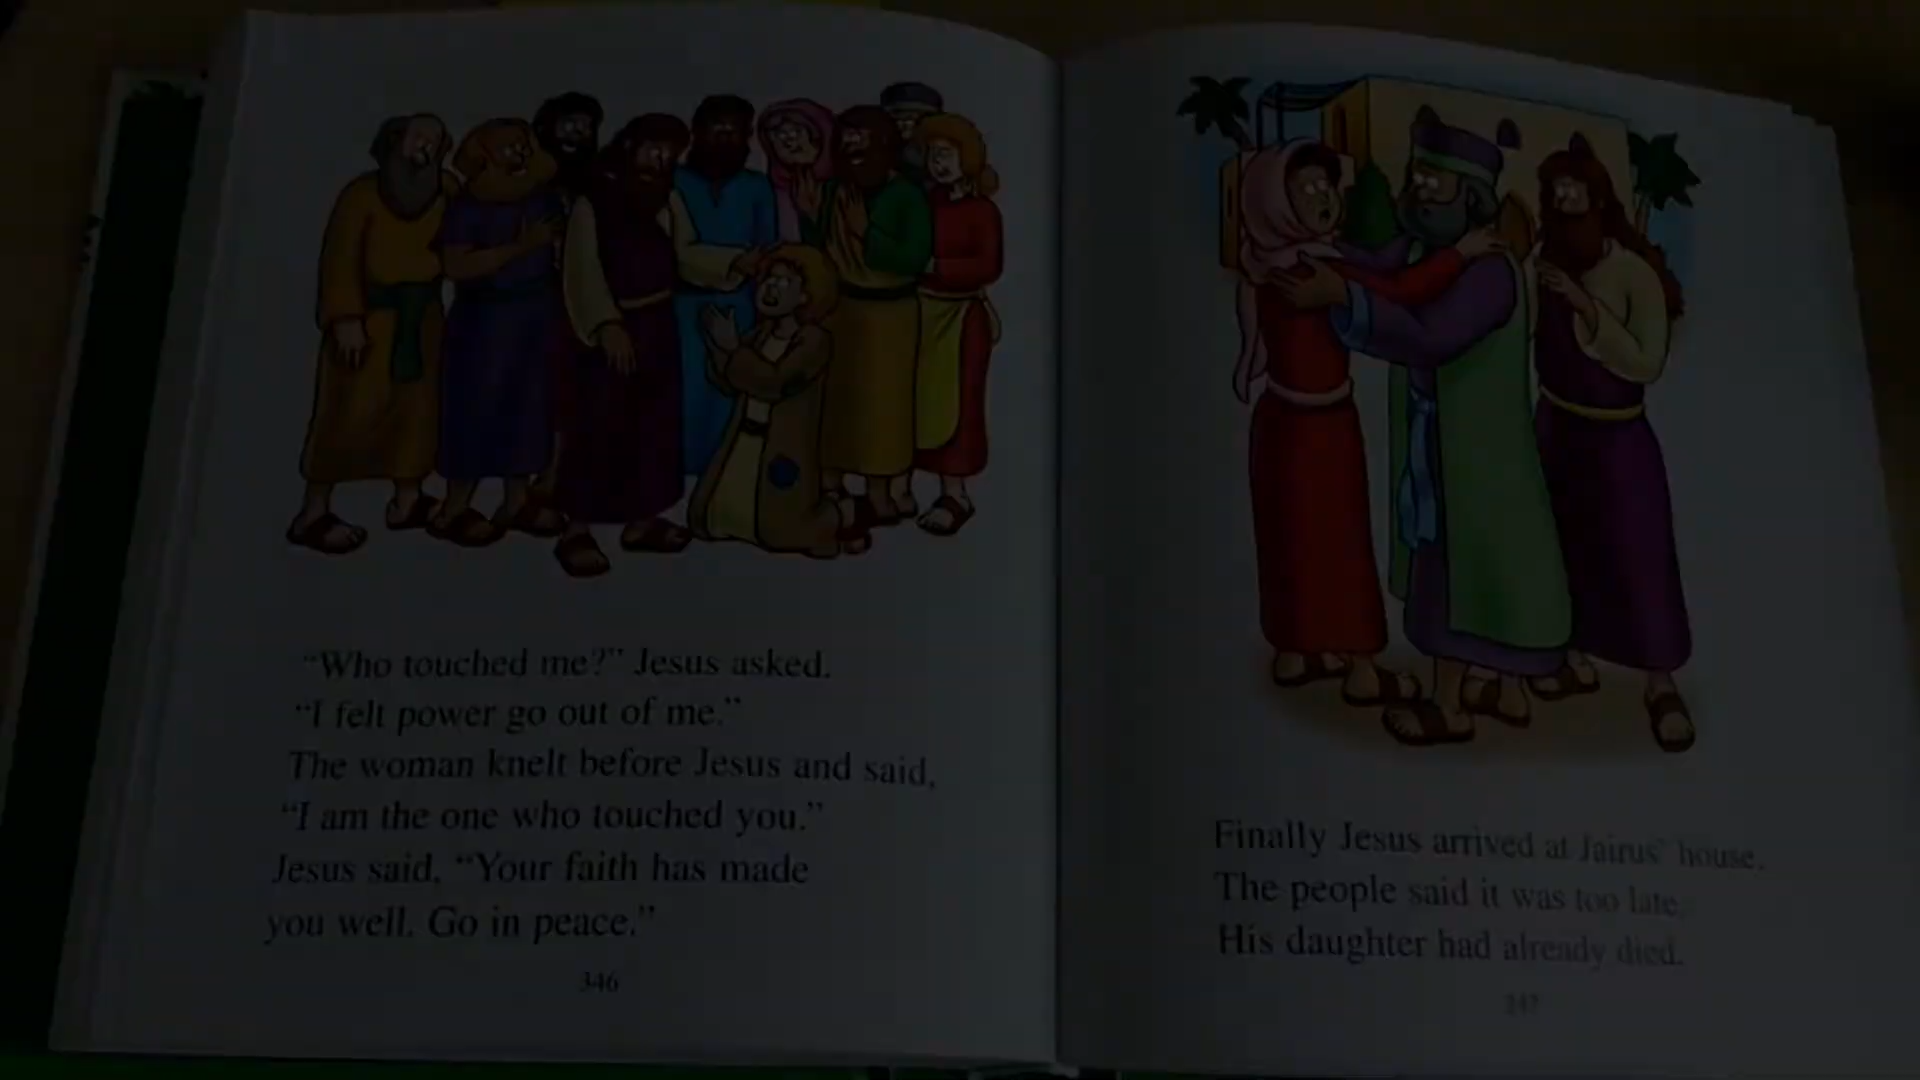 “Who touched me?” Jesus asked.
“I felt power go out of me.”
The woman knelt before Jesus and said,
“I am the one who touched you.”
Jesus said, “Your faith has made
you well. Go in peace.”
346
Finally Jesus arrived at Jairus’ house.
The people said it was too late.
His daughter had already died.
347